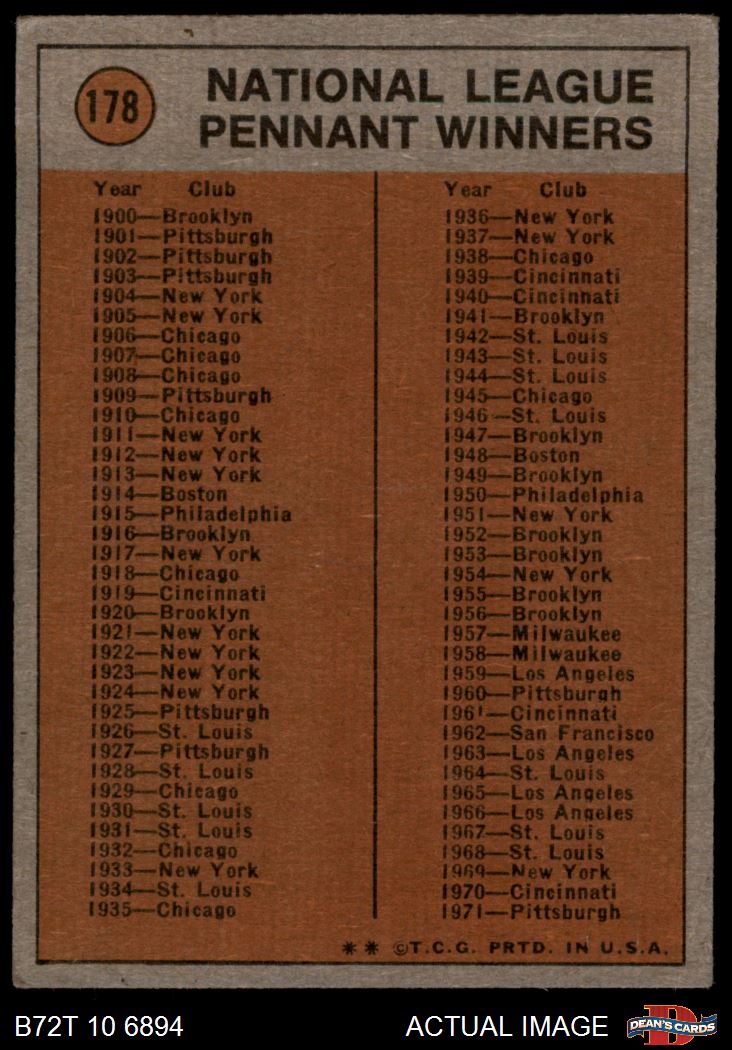 178
NATIONAL LEAGUE
PENNANT WINNERS
Year Club
1900—Brooklyn
1901—Pittsburgh
1902—Pittsburgh
1903—Pittsburgh
1904—New York
1905—New York
1906—Chicago
1907—Chicago
1908—Chicago
1909—Pittsburgh
1910—Chicago
1911—New York
1912—New York
1913—New York
1914—Boston
1915—Philadelphia
1916—Brooklyn
1917—New York
1918—Chicago
1919—Cincinnati
1920—Brooklyn
1921—New York
1922—New York
1923—New York
1924—New York
1925—Pittsburgh
1926—St. Louis
1927—Pittsburgh
1928—St. Louis
1929—Chicago
1930—St. Louis
1931—St. Louis
1932—Chicago
1933—New York
1934—St. Louis
1935—Chicago
Year Club
1936—New York
1937—New York
1938—Chicago
1939—Cincinnati
1940—Cincinnati
1941—Brooklyn
1942—St. Louis
1943—St. Louis
1944—St. Louis
1945—Chicago
1946—St. Louis
1947—Brooklyn
1948—Boston
1949—Brooklyn
1950—Philadelphia
1951—New York
1952—Brooklyn
1953—Brooklyn
1954—New York
1955—Brooklyn
1956—Brooklyn
1957—Milwaukee
1958—Milwaukee
1959—Los Angeles
1960—Pittsburgh
1961—Cincinnati
1962—San Francisco
1963—Los Angeles
1964—St. Louis
1965—Los Angeles
1966—Los Angeles
1967—St. Louis
1968—St. Louis
1969—New York
1970—Cincinnati
1971—Pittsburgh
** ©T.C.G. PRTD. IN U.S.A.
B72T 10 6894
ACTUAL IMAGE
D
DEAN'S CARDS